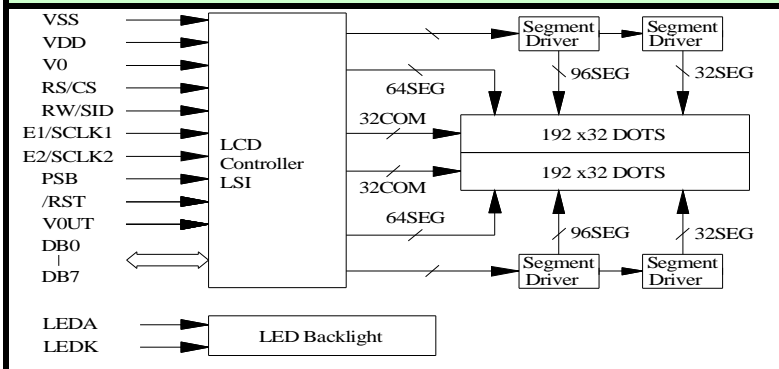 VSS
VDD
V0
RS/CS
RW/SID
E1/SCLK1
E2/SCLK2
PSB
/RST
V0UT
DB0
|
DB7
LEDA
LEDK
LCD
Controller
LSI
LED Backlight
Segment
Driver
Segment
Driver
64SEG
96SEG
32SEG
32COM
192 x32 DOTS
192 x32 DOTS
32COM
64SEG
96SEG
32SEG
Segment
Driver
Segment
Driver